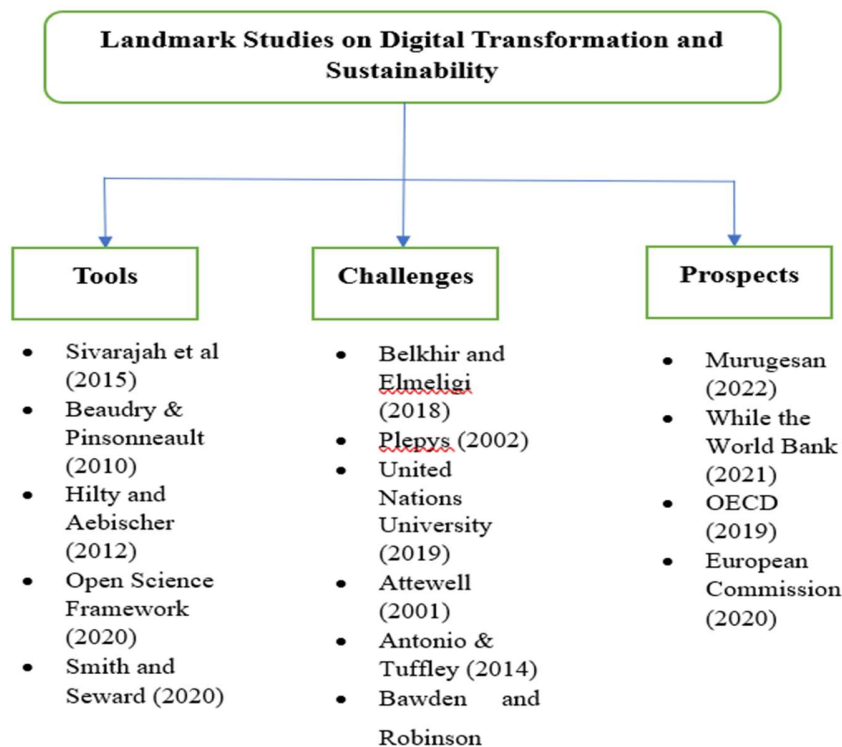 Landmark Studies on Digital Transformation and
Sustainability
Tools
• Sivarajah et al
(2015)
• Beaudry &
Pinsonneault
(2010)
• Hilty and
Aebischer
(2012)
• Open Science
Framework
(2020)
• Smith and
Seward (2020)
Challenges
• Belkhir and
Elmeligi
(2018)
• Plepys (2002)
• United
Nations
University
(2019)
• Attewell
(2001)
• Antonio &
Tuffley (2014)
• Bawden and
Robinson
Prospects
• Murugesan
(2022)
• While the
World Bank
(2021)
• OECD
(2019)
• European
Commission
(2020)